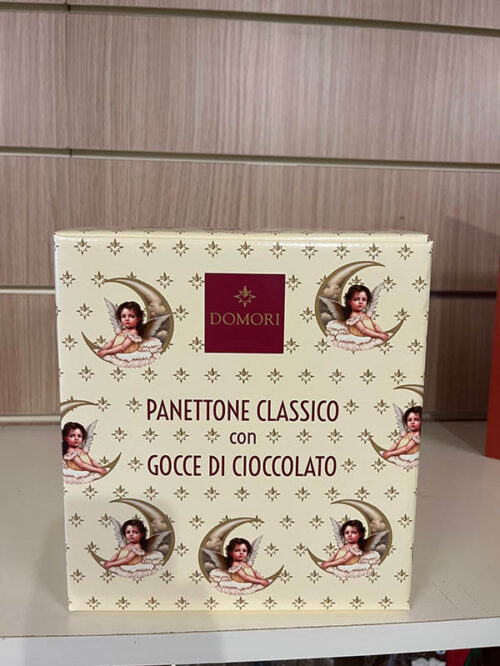 DOMORI
PANETTONE CLASSICO
con
GOCCE DI CIOCCOLATO